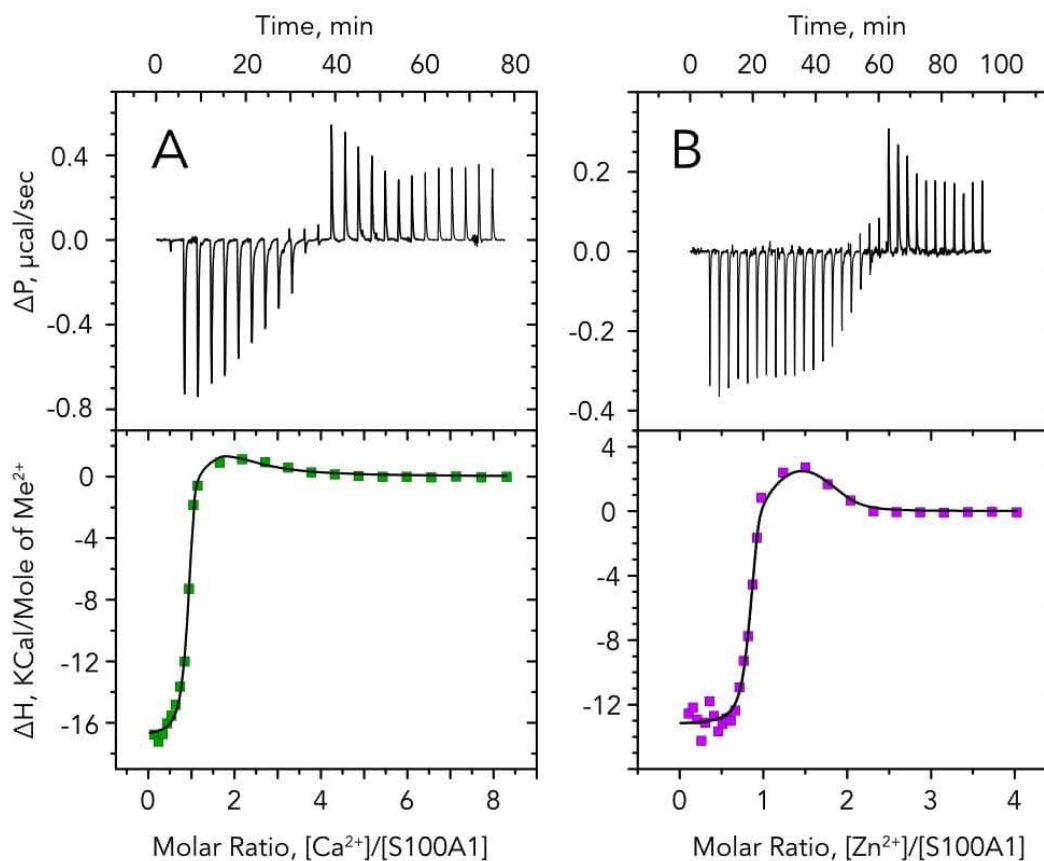 Time, min
Time, min
0 20 40 60 80
0 20 40 60 80 100
A
B
ΔP, μcal/sec
0.4
0.0
-0.4
-0.8
0.2
0.0
-0.2
-0.4
ΔH, KCal/Mole of Me²⁺
0
-4
-8
-12
-16
4
0
-4
-8
-12
0 2 4 6 8
0 1 2 3 4
Molar Ratio, [Ca²⁺]/[S100A1]
Molar Ratio, [Zn²⁺]/[S100A1]